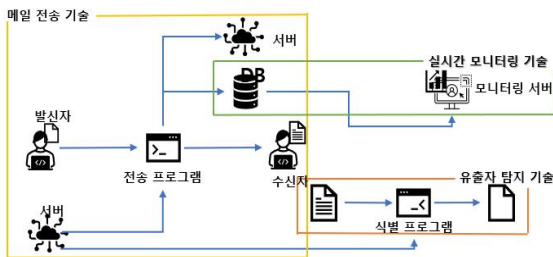 메일 전송 기술
서버
DB
실시간 모니터링 기술
모니터링 서버
발신자
전송 프로그램
수신자
유출자 탐지 기술
서버
식별 프로그램